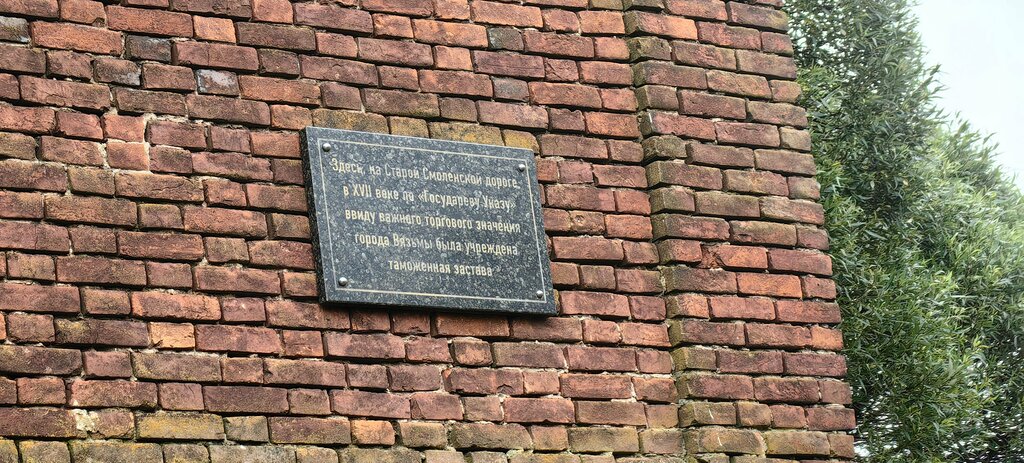 Здесь, на Старой Смоленской дороге,
в XVII веке по «Государеву Указу»
ввиду важного торгового значения
города Вязьмы была учреждена
таможенная застава